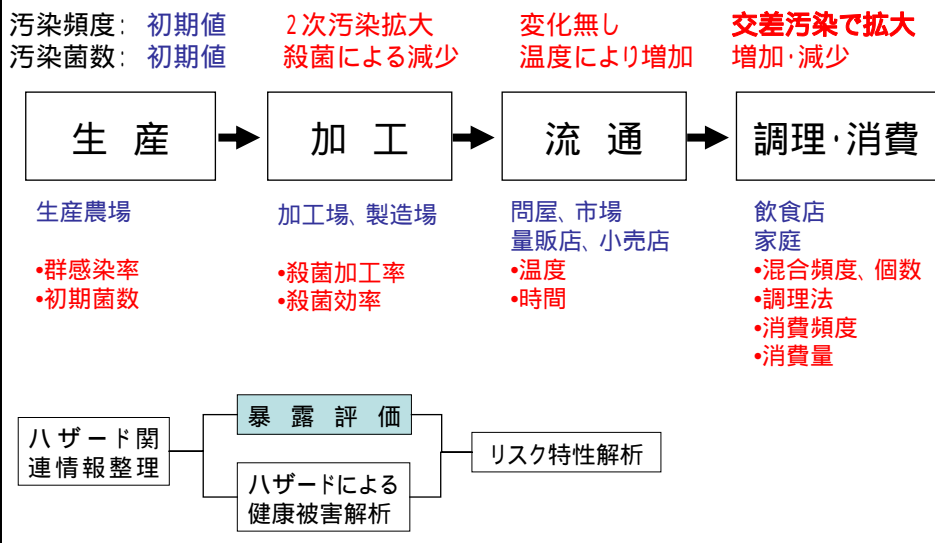 汚染頻度: 初期値 2次汚染拡大 変化無し 交差汚染で拡大
汚染菌数: 初期値 殺菌による減少 温度により増加 増加・減少
生 産 加 工 流 通 調理・消費
生産農場
•群感染率
•初期菌数
加工場、製造場
•殺菌加工率
•殺菌効率
問屋、市場
量販店、小売店
•温度
•時間
飲食店
家庭
•混合頻度、個数
•調理法
•消費頻度
•消費量
ハザード関
連情報整理
暴 露 評 価
ハザードによる
健康被害解析
リスク特性解析